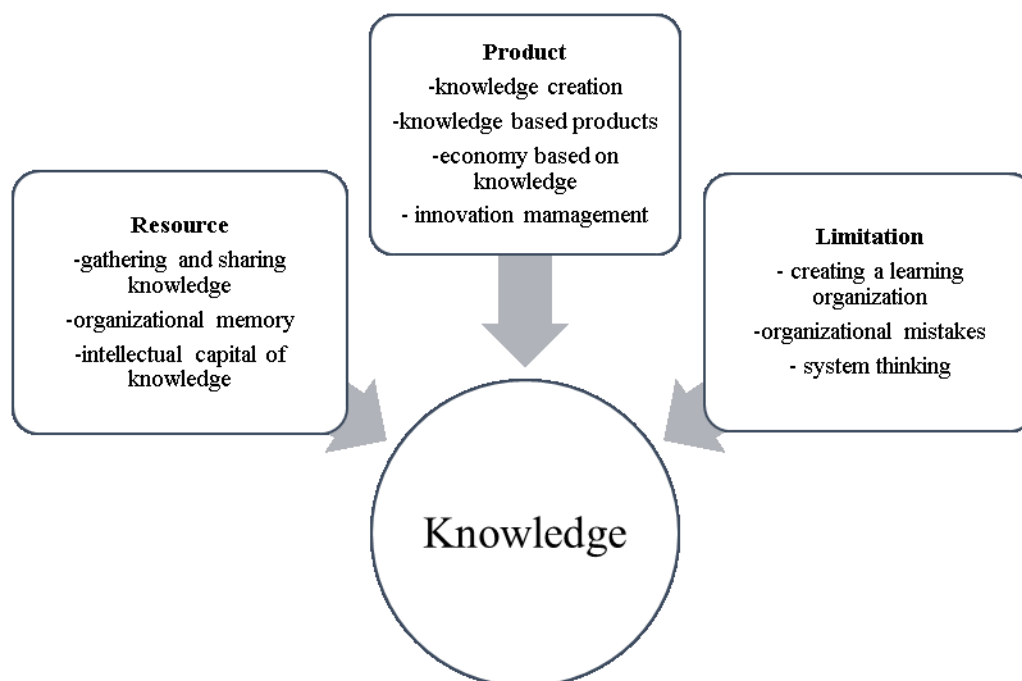 Product
-knowledge creation
-knowledge based products
-economy based on
knowledge
- innovation mamagement
Resource
-gathering and sharing
knowledge
-organizational memory
-intellectual capital of
knowledge
Limitation
- creating a learning
organization
-organizational mistakes
- system thinking
Knowledge